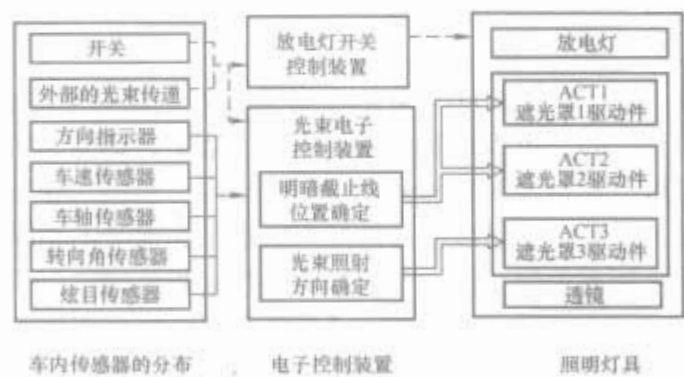 开关
外部的光束传递
方向指示器
车速传感器
车轴传感器
转向角传感器
炫目传感器
车内传感器的分布
放电灯开关
控制装置
光束电子
控制装置
明暗截止线
位置确定
光束照射
方向确定
电子控制装置
放电灯
ACT1
遮光罩1驱动件
ACT2
遮光罩2驱动件
ACT3
遮光罩3驱动件
透镜
照明灯具